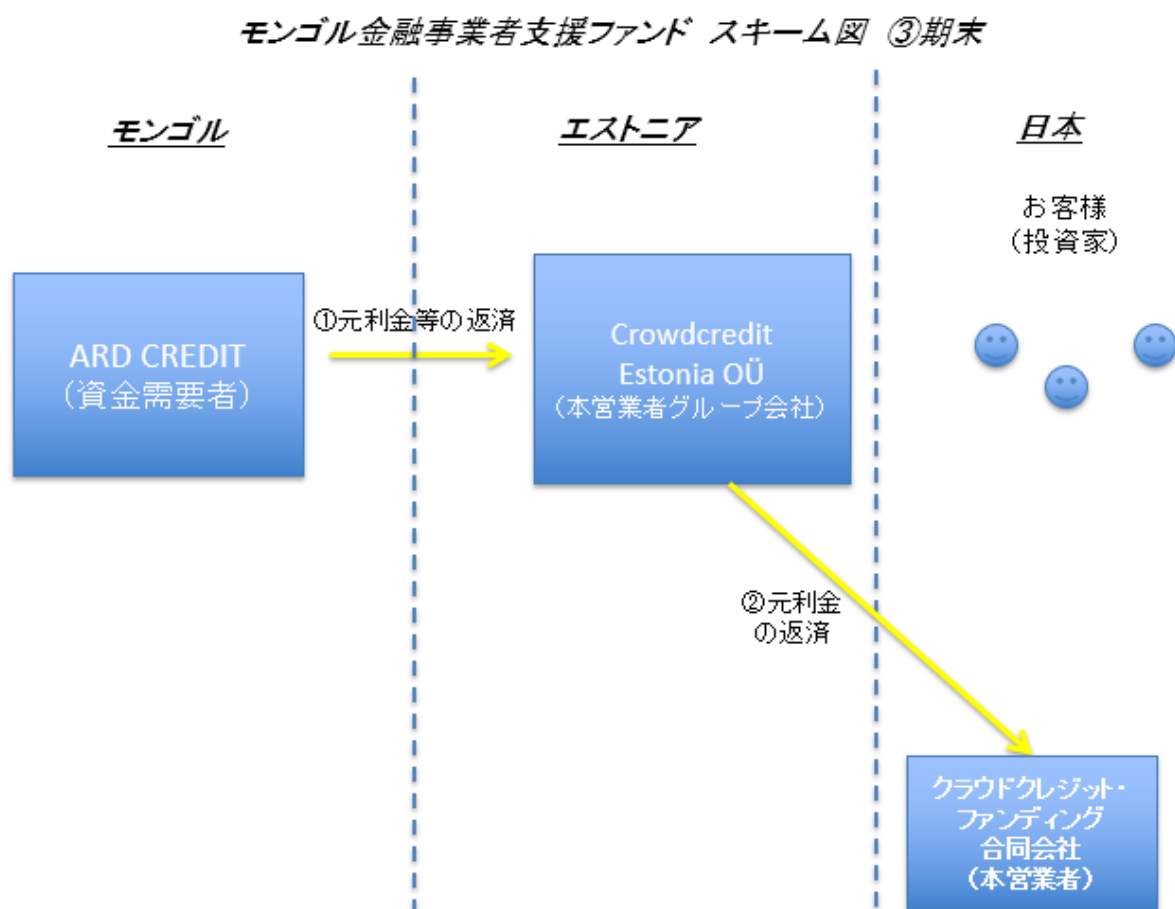 モンゴル金融事業者支援ファンド スキーム図 ③期末
モンゴル
エストニア
日本
お客様
（投資家）
ARD CREDIT
（資金需要者）
①元利金等の返済
Crowdcredit
Estonia OÜ
（本営業者グループ会社）
②元利金
の返済
クラウドクレジット・
ファンディング
合同会社
（本営業者）